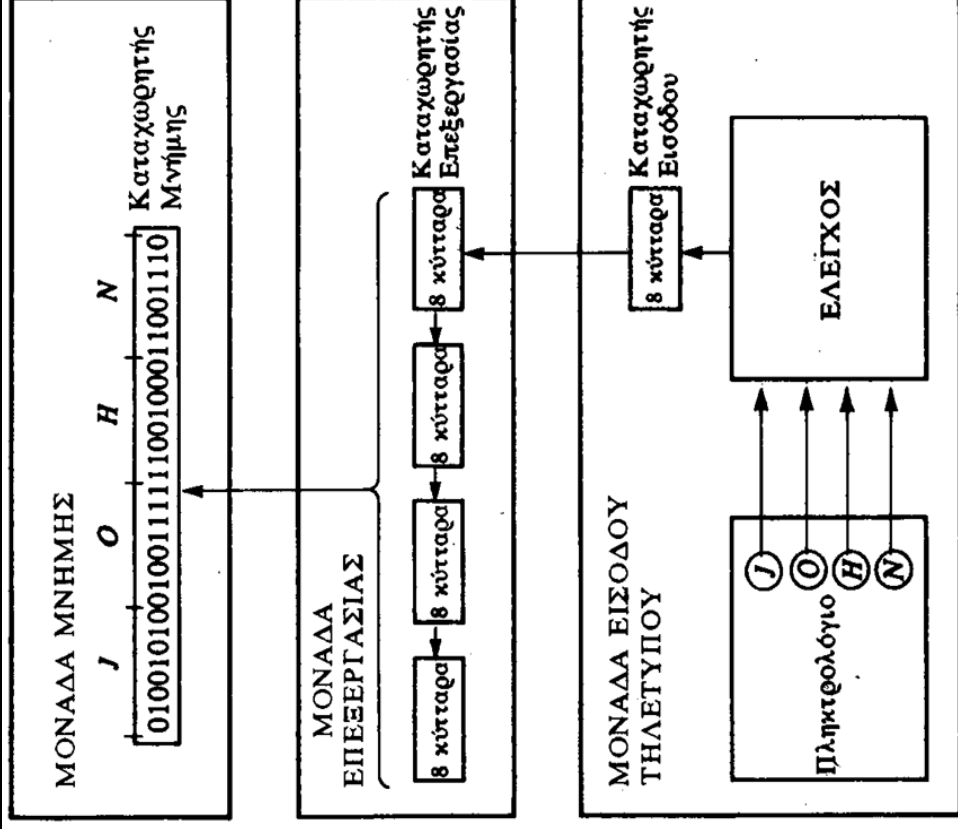 ΜΟΝΑΔΑ ΜΝΗΜΗΣ
J O H N
01001010010011111100100011001110
Καταχωρητής
Μνήμης
ΜΟΝΑΔΑ
ΕΠΕΞΕΡΓΑΣΙΑΣ
8 κύτταρα 8 κύτταρα 8 κύτταρα 8 κύτταρα
Καταχωρητής
Επεξεργασίας
ΜΟΝΑΔΑ ΕΙΣΟΔΟΥ
ΤΗΛΕΤΥΠΟΥ
8 κύτταρα
Καταχωρητής
Εισόδου
Πληκτρολόγιο
J
O
H
N
ΕΛΕΓΧΟΣ